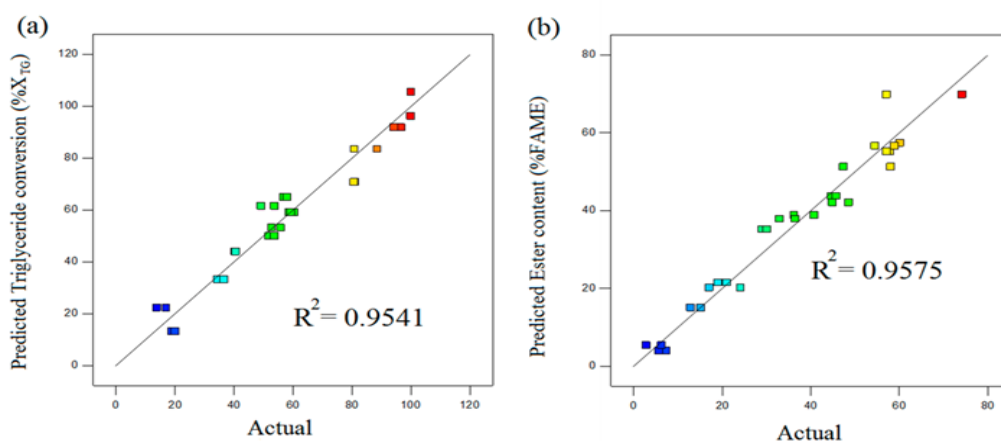 (a)
Predicted Triglyceride conversion (%X_TG)
120
100
80
60
40
20
0
R² = 0.9541
0 20 40 60 80 100 120
Actual
(b)
Predicted Ester content (%FAME)
80
60
40
20
0
R² = 0.9575
0 20 40 60 80
Actual